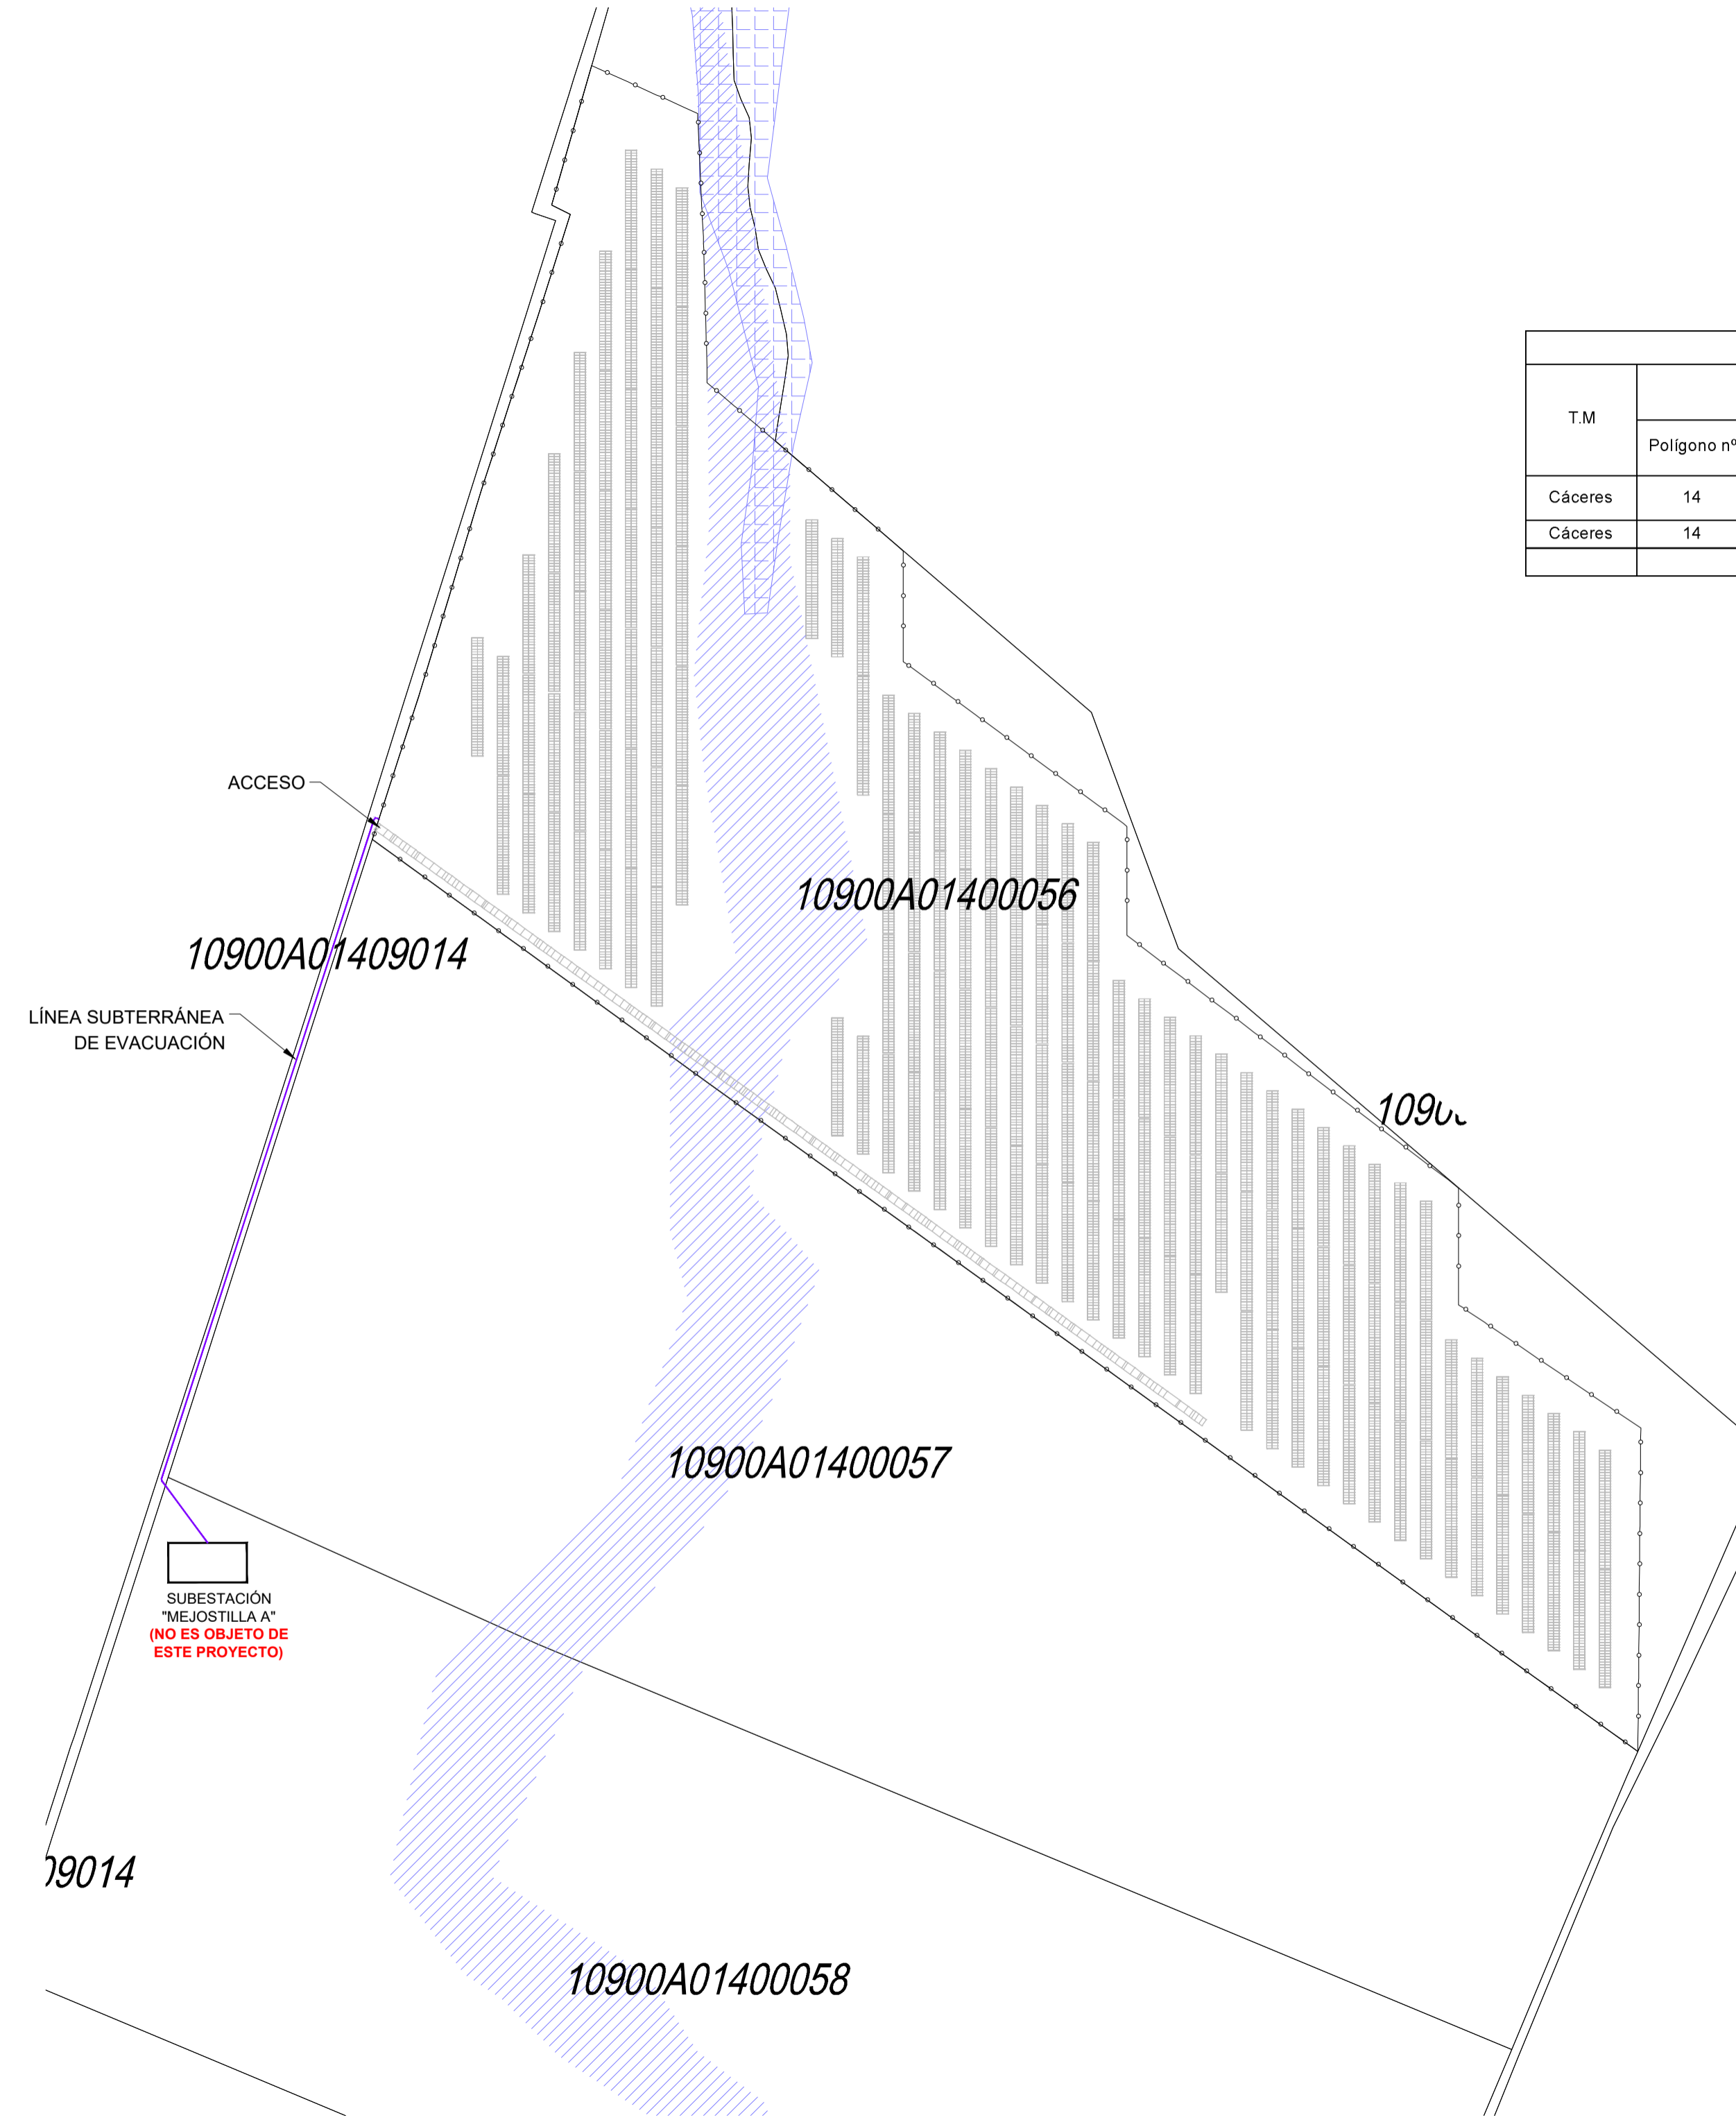 T.M
Polígono nº
Cáceres 14
Cáceres 14
ACCESO
10900A01400056
10900A01409014
LÍNEA SUBTERRÁNEA
DE EVACUACIÓN
10900A01400057
SUBESTACIÓN
"MEJOSTILLA A"
(NO ES OBJETO DE
ESTE PROYECTO)
09014
10900A01400058